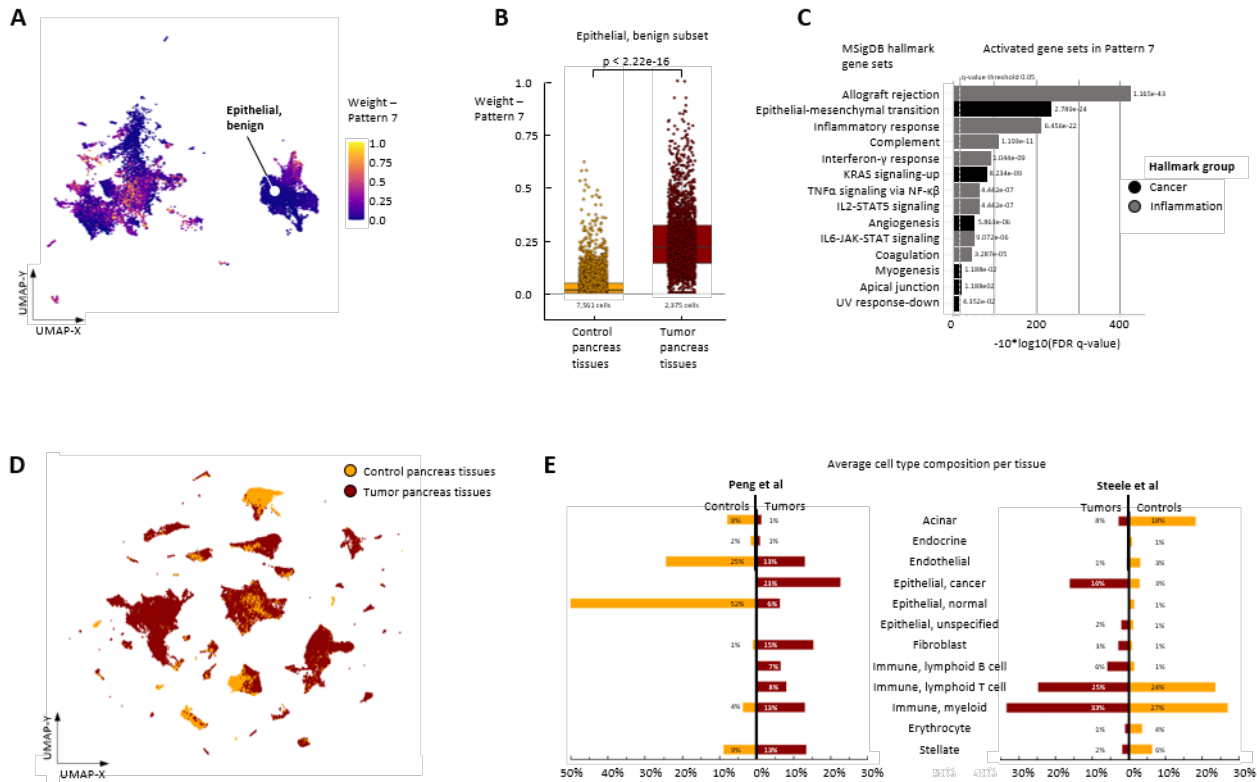 A
Epithelial,
benign
Weight –
Pattern 7
1.0
0.75
0.5
0.25
0.0
UMAP-Y
UMAP-X
B
Epithelial, benign subset
p < 2.22e-16
Weight –
Pattern 7
1.0
0.75
0.5
0.25
0.0
7,561 cells
2,375 cells
Control
pancreas
tissues
Tumor
pancreas
tissues
C
MSigDB hallmark
gene sets
Activated gene sets in Pattern 7
q-value threshold 0.05
Allograft rejection 1.165e-43
Epithelial-mesenchymal transition 2.789e-24
Inflammatory response 6.456e-22
Complement 1.193e-11
Interferon-γ response 1.044e-09
KRAS signaling-up 8.234e-09
TNFα signaling via NF-κβ 4.442e-07
IL2-STAT5 signaling 4.442e-07
Angiogenesis 5.963e-06
IL6-JAK-STAT signaling 9.072e-06
Coagulation 3.287e-05
Myogenesis 1.188e-02
Apical junction 1.188e02
UV response-down 4.352e-02
0 200 400
-10*log10(FDR q-value)
Hallmark group
Cancer
Inflammation
D
Control pancreas tissues
Tumor pancreas tissues
UMAP-Y
UMAP-X
E
Average cell type composition per tissue
Peng et al
Steele et al
Controls Tumors
Tumors Controls
8% 1% Acinar 8% 18%
2% 1% Endocrine 1%
25% 13% Endothelial 1% 3%
23% Epithelial, cancer 16% 3%
52% 6% Epithelial, normal 1%
Epithelial, unspecified 2% 1%
1% 15% Fibroblast 3% 1%
7% Immune, lymphoid B cell 6% 1%
8% Immune, lymphoid T cell 25% 24%
4% 13% Immune, myeloid 33% 27%
Erythrocyte 1% 4%
9% 13% Stellate 2% 6%
50% 40% 30% 20% 10% 0% 10% 20% 30%
50% 40% 30% 20% 10% 0% 10% 20% 30%